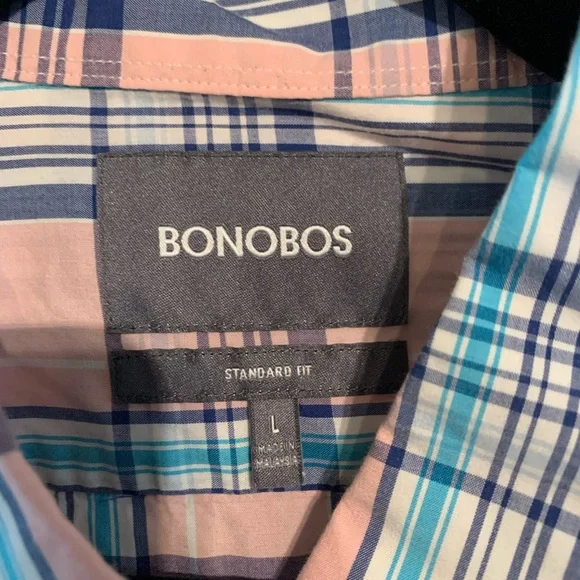 BONOBOS
STANDARD FIT
L
MADE IN
MALAYSIA